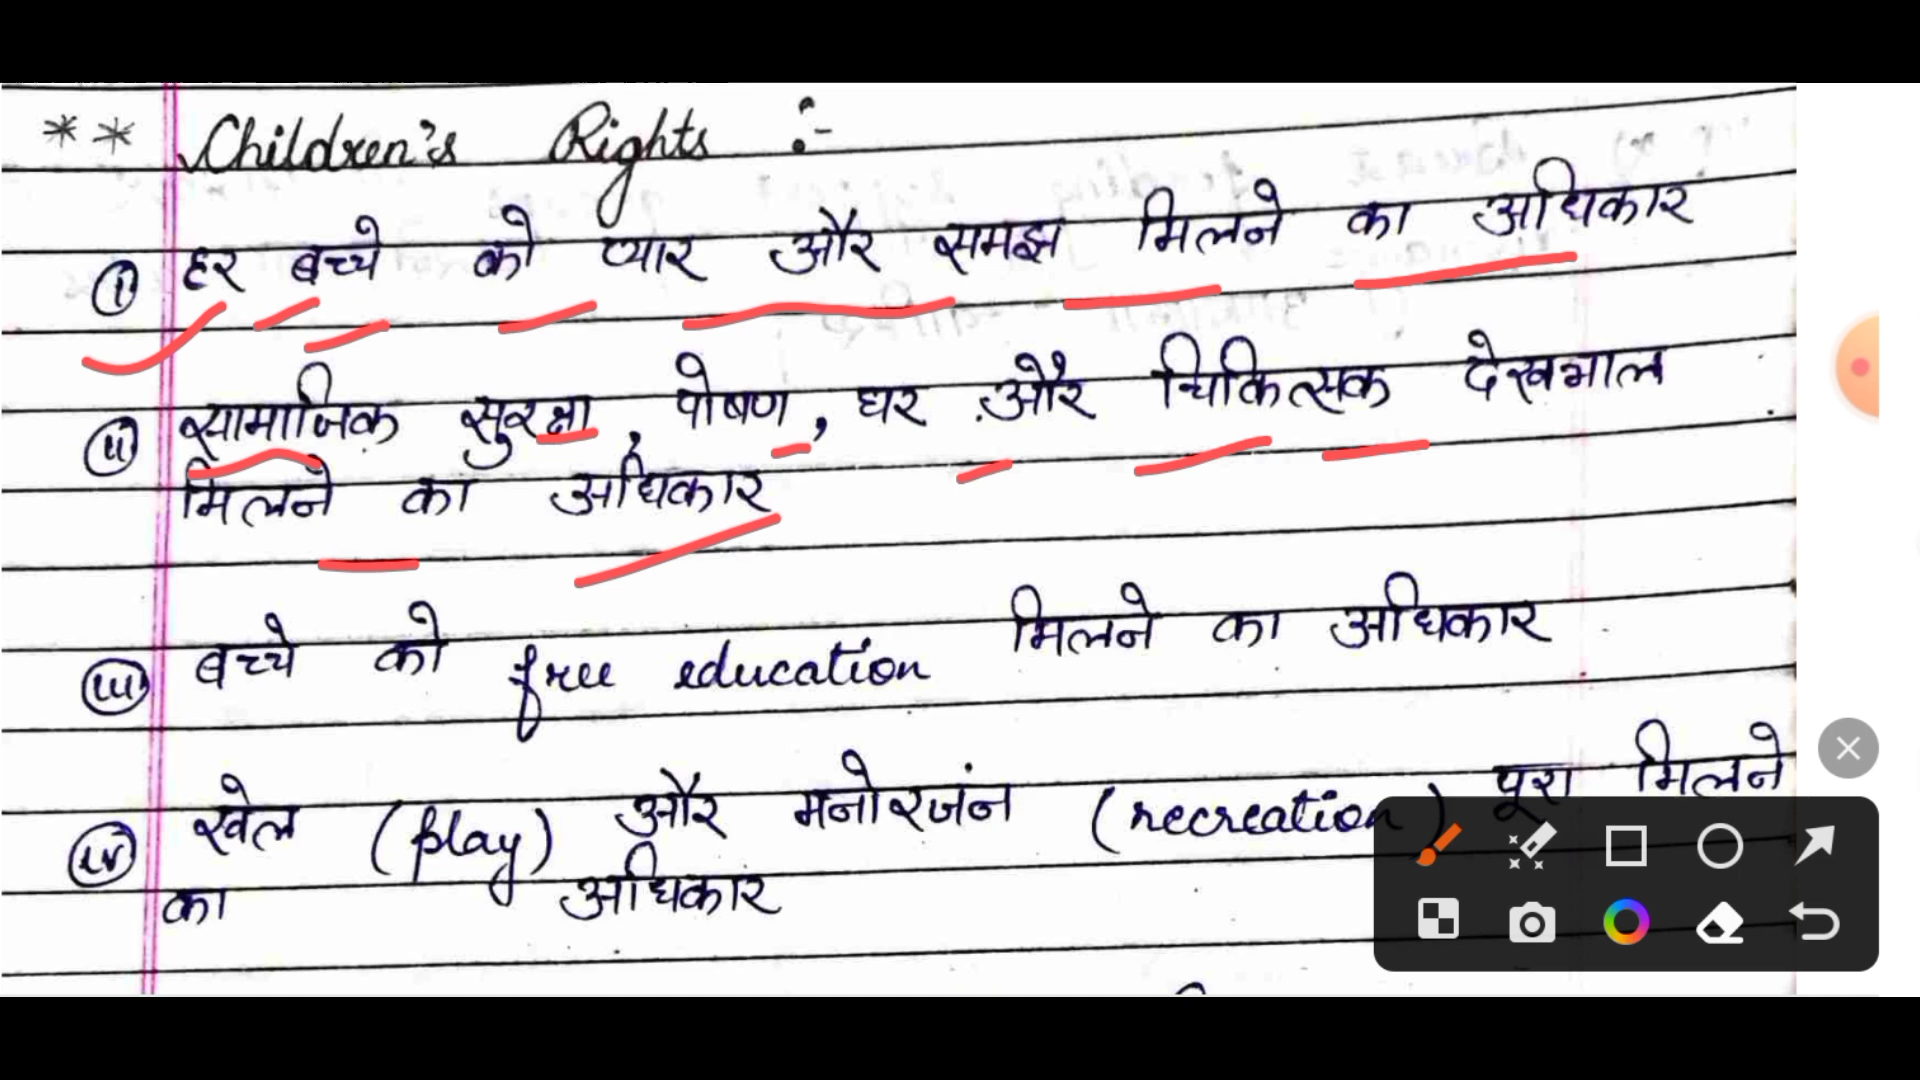 ** Children's Rights :-
(i) हर बच्चे को प्यार और समझ मिलने का अधिकार
(ii) सामाजिक सुरक्षा, पोषण, घर और चिकित्सक देखभाल
मिलने का अधिकार
(iii) बच्चे को free education मिलने का अधिकार
(iv) खेल (play) और मनोरजंन (recreation) पूरा मिलने
का अधिकार